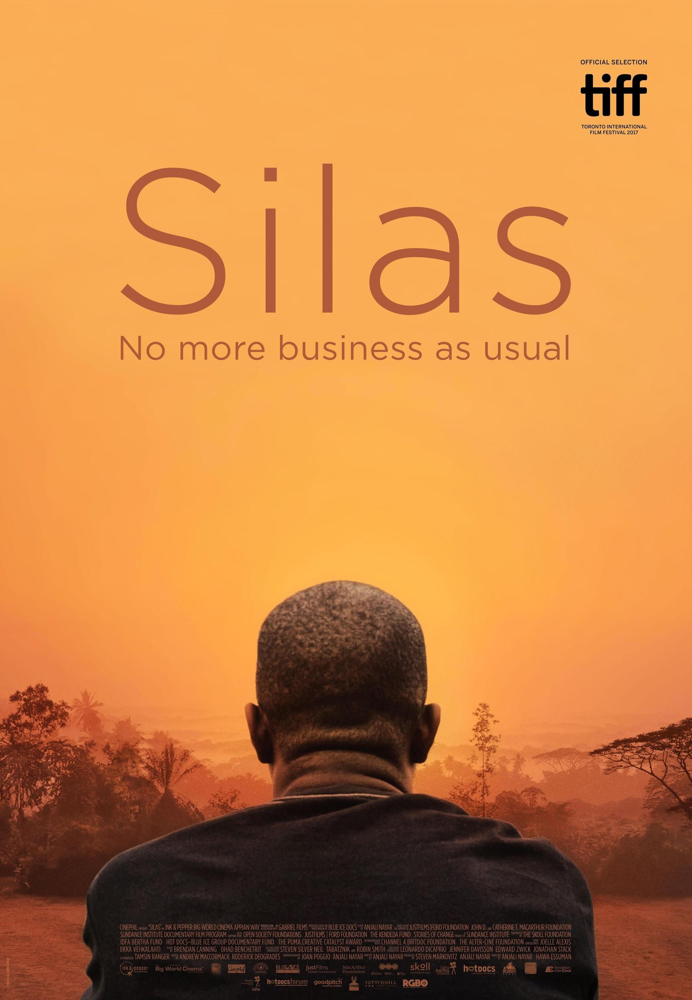 OFFICIAL SELECTION
tiff
TORONTO INTERNATIONAL
FILM FESTIVAL 2017
Silas
No more business as usual
CINEPHIL PRESENTS 'SILAS' AN INK & PEPPER BIG WORLD CINEMA APPIAN WAY PRODUCTION IN ASSOCIATION WITH GABRIEL FILMS PRODUCED WITH THE PARTICIPATION OF BLUE ICE DOCS A FILM BY ANJALI NAYAR MADE WITH THE SUPPORT OF JUSTFILMS|FORD FOUNDATION JOHN D. AND CATHERINE T. MACARTHUR FOUNDATION
SUNDANCE INSTITUTE DOCUMENTARY FILM PROGRAM SUPPORT FROM WITH OPEN SOCIETY FOUNDATIONS JUSTFILMS | FORD FOUNDATION THE KENDEDA FUND STORIES OF CHANGE PROJECT OF SUNDANCE INSTITUTE SUPPORTED BY THE SKOLL FOUNDATION
IDFA BERTHA FUND HOT DOCS–BLUE ICE GROUP DOCUMENTARY FUND THE PUMA.CREATIVE CATALYST AWARD IN PARTNERSHIP WITH CHANNEL 4 BRITDOC FOUNDATION THE ALTER-CINÉ FOUNDATION STORY CONSULTANTS JOELLE ALEXIS
IIKKA VEHKALAHTI MUSIC BY BRENDAN CANNING OHAD BENCHETRIT CO-EXECUTIVE PRODUCERS STEVEN SILVER NEIL TABATZNIK AND ROBIN SMITH EXECUTIVE PRODUCERS LEONARDO DICAPRIO JENNIFER DAVISSON EDWARD ZWICK JONATHAN STACK
CO-PRODUCER TAMSIN RANGER EDITED BY ANDREW MACCORMACK RODERICK DEOGRADES CINEMATOGRAPHY BY JOAN POGGIO ANJALI NAYAR WRITTEN BY ANJALI NAYAR PRODUCED BY STEVEN MARKOVITZ ANJALI NAYAR DIRECTED BY ANJALI NAYAR HAWA ESSUMAN
ink & pepper PRODUCTIONS Big World Cinema Cinephil GABRIEL BLUE ICE DOCS JustFilms FORDFOUNDATION MacArthur Foundation sundance skoll FOUNDATION idfa bertha fund hotDOCS BLUE ICE GROUP fondation AlterCiné
idfa hotdocsforum goodpitch made by britdoc TATTERSALL sound & picture RGBO